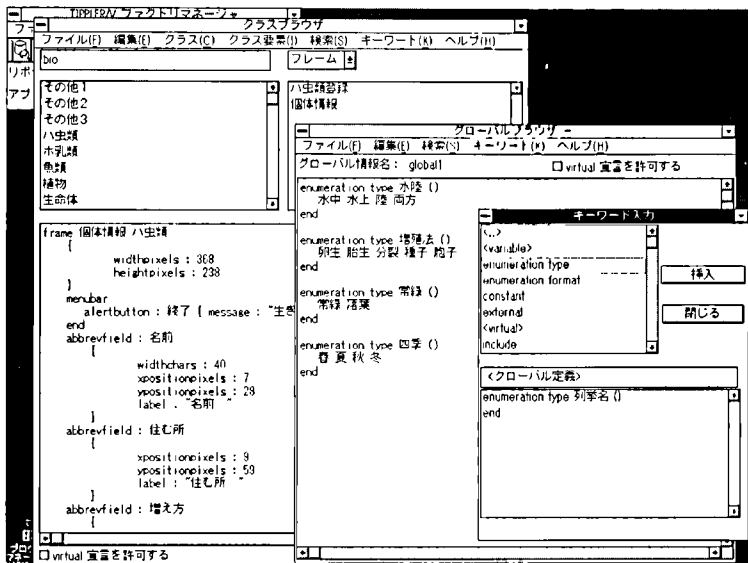 TIPPLER/V ファクトリマネージャ
クラスブラウザ
ファイル(F) 編集(E) クラス(C) クラス要素(I) 検索(S) キーワード(K) ヘルプ(H)
bio
フレーム
その他1
その他2
その他3
ハ虫類
ホ乳類
魚類
植物
生命体
ハ虫類登録
個体情報
frame 個体情報 ハ虫類
{
widthpixels : 368
heightpixels : 238
}
menubar
alertbutton : 終了 { message : "生き
end
abbrevfield : 名前
{
widthchars : 40
xpositionpixels : 7
ypositionpixels : 28
label : "名前 "
}
abbrevfield : 住む所
{
xpositionpixels : 9
ypositionpixels : 59
label : "住む所 "
}
abbrevfield : 増え方
{
virtual 宣言を許可する
グローバルブラウザ
ファイル(F) 編集(E) 検索(S) キーワード(K) ヘルプ(H)
グローバル情報名: global1
virtual 宣言を許可する
enumeration type 水陸 ()
水中 水上 陸 両方
end
enumeration type 増殖法 ()
卵生 胎生 分裂 種子 胞子
end
enumeration type 常緑 ()
常緑 落葉
end
enumeration type 四季 ()
春 夏 秋 冬
end
キーワード入力
<variable>
enumeration type
enumeration format
constant
external
<virtual>
include
挿入
閉じる
<グローバル定義>
enumeration type 列挙名 ()
end